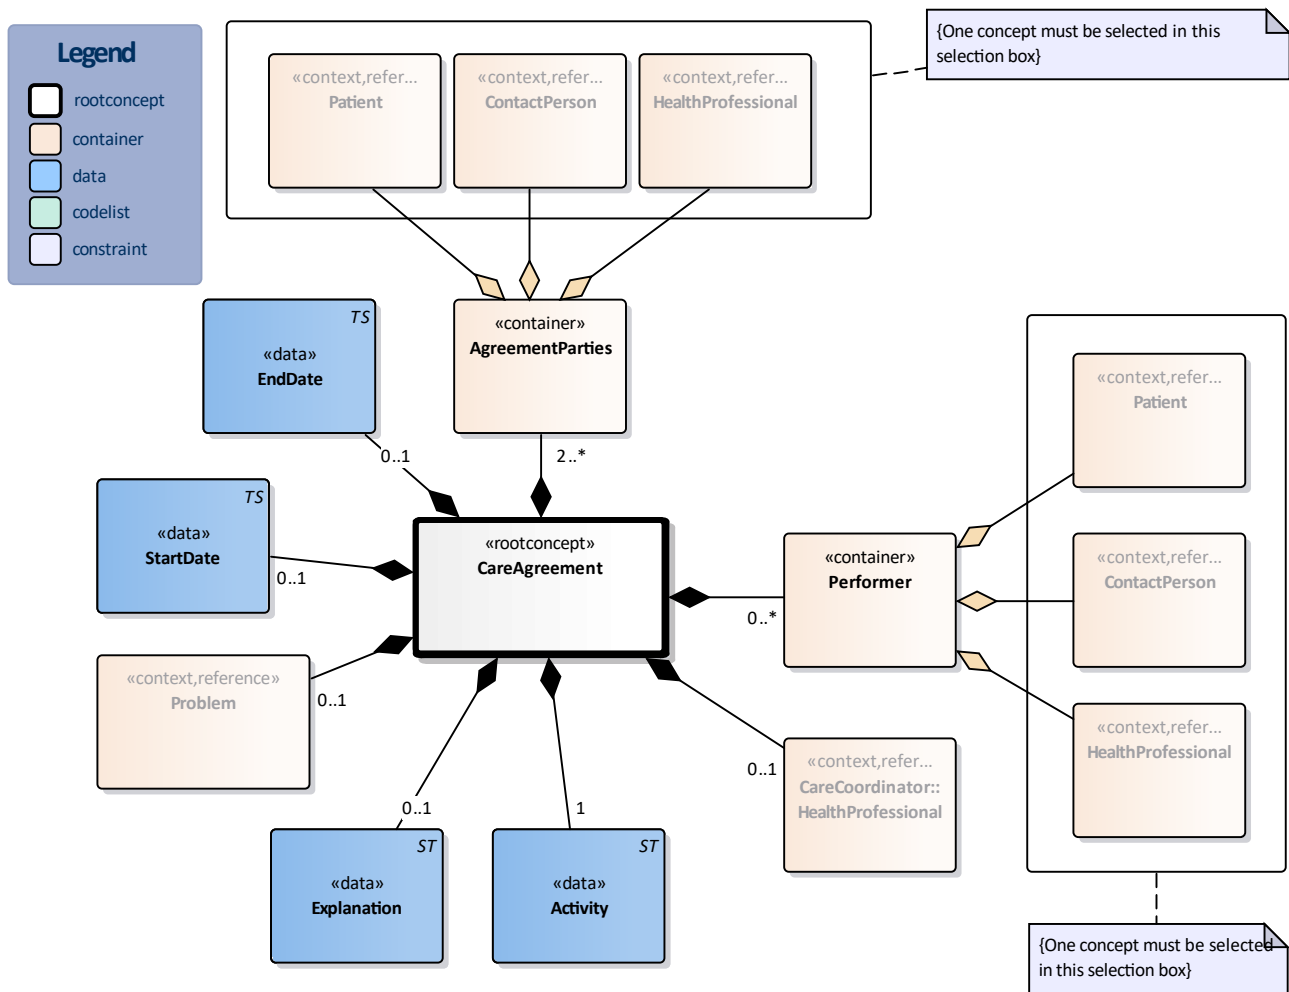 Legend
rootconcept
container
data
codelist
constraint
{One concept must be selected in this
selection box}
«context,refer...
Patient
«context,refer...
ContactPerson
«context,refer...
HealthProfessional
TS
«data»
EndDate
0..1
«container»
AgreementParties
2..*
TS
«data»
StartDate
0..1
«rootconcept»
CareAgreement
«container»
Performer
0..*
«context,refer...
Patient
«context,refer...
ContactPerson
«context,refer...
HealthProfessional
«context,reference»
Problem
0..1
«context,refer...
CareCoordinator::
HealthProfessional
0..1
0..1
ST
«data»
Explanation
1
ST
«data»
Activity
{One concept must be selected
in this selection box}